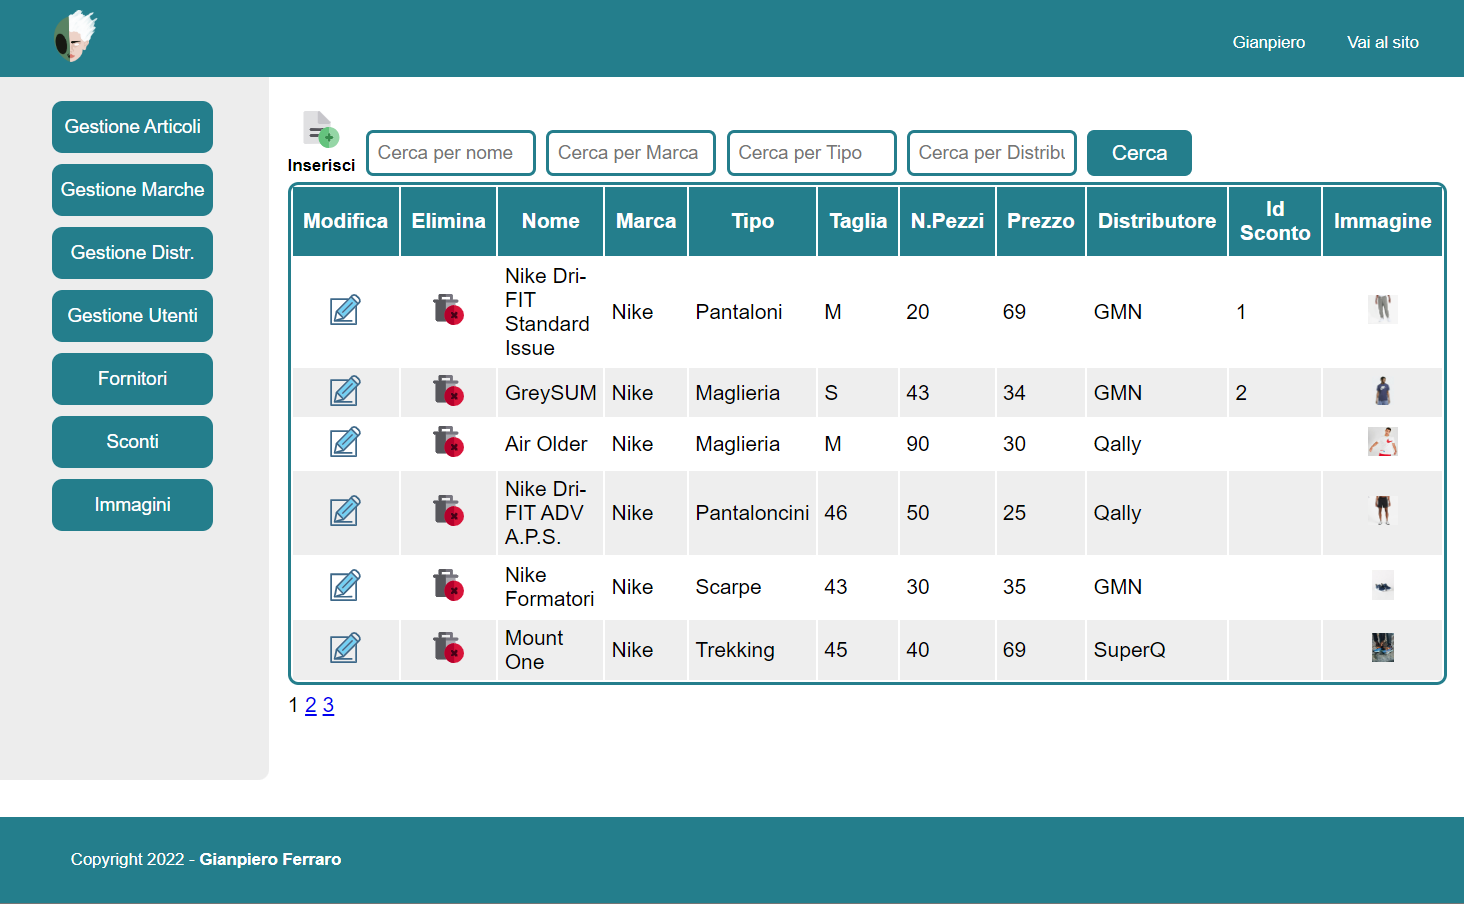 Gianpiero Vai al sito
Gestione Articoli
Gestione Marche
Gestione Distr.
Gestione Utenti
Fornitori
Sconti
Immagini
Inserisci Cerca per nome Cerca per Marca Cerca per Tipo Cerca per Distribu Cerca
Modifica Elimina Nome Marca Tipo Taglia N.Pezzi Prezzo Distributore Id Sconto Immagine
Nike Dri-
FIT
Standard
Issue
Nike Pantaloni M 20 69 GMN 1
GreySUM Nike Maglieria S 43 34 GMN 2
Air Older Nike Maglieria M 90 30 Qally
Nike Dri-
FIT ADV
A.P.S.
Nike Pantaloncini 46 50 25 Qally
Nike
Formatori
Nike Scarpe 43 30 35 GMN
Mount
One
Nike Trekking 45 40 69 SuperQ
1 2 3
Copyright 2022 - Gianpiero Ferraro